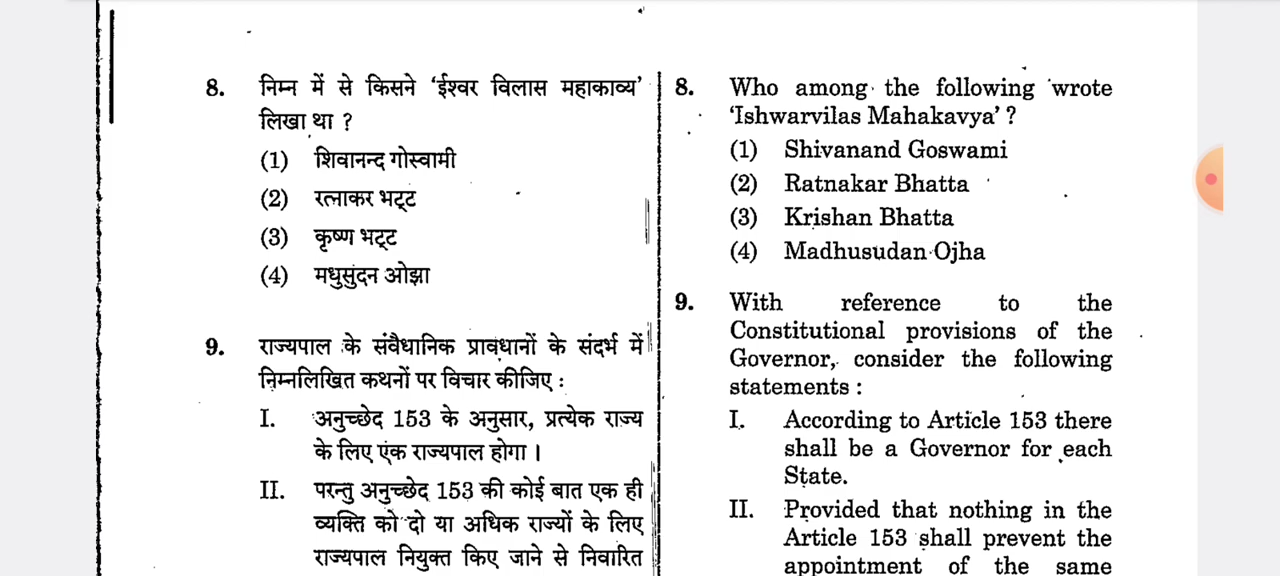 8. निम्न में से किसने ‘ईश्वर विलास महाकाव्य’
लिखा था ?
(1) शिवानन्द गोस्वामी
(2) रत्नाकर भट्ट
(3) कृष्ण भट्ट
(4) मधुसुदन ओझा
9. राज्यपाल के संवैधानिक प्रावधानों के संदर्भ में
निम्नलिखित कथनों पर विचार कीजिए :
I. अनुच्छेद 153 के अनुसार, प्रत्येक राज्य
के लिए एक राज्यपाल होगा ।
II. परन्तु अनुच्छेद 153 की कोई बात एक ही
व्यक्ति को दो या अधिक राज्यों के लिए
राज्यपाल नियुक्त किए जाने से निवारित
8. Who among the following wrote
‘Ishwarvilas Mahakavya’ ?
(1) Shivanand Goswami
(2) Ratnakar Bhatta
(3) Krishan Bhatta
(4) Madhusudan Ojha
9. With reference to the
Constitutional provisions of the
Governor, consider the following
statements :
I. According to Article 153 there
shall be a Governor for each
State.
II. Provided that nothing in the
Article 153 shall prevent the
appointment of the same